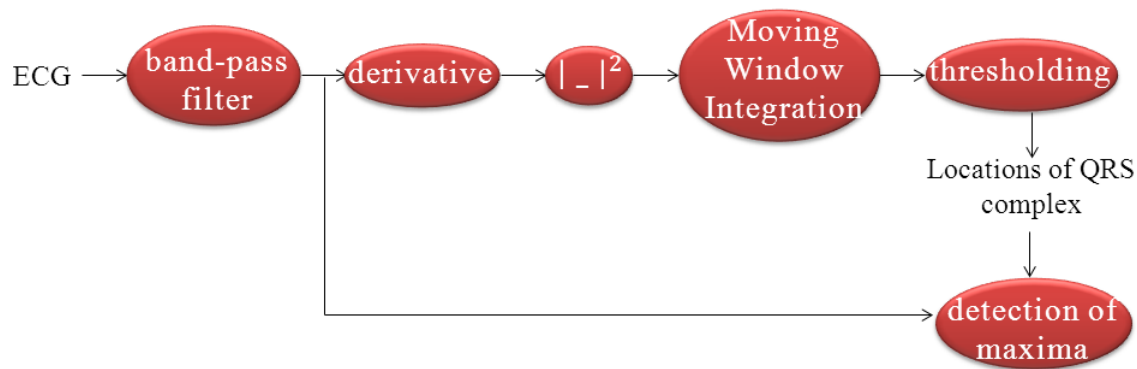 ECG
band-pass
filter
derivative
|_|²
Moving
Window
Integration
thresholding
Locations of QRS
complex
detection of
maxima